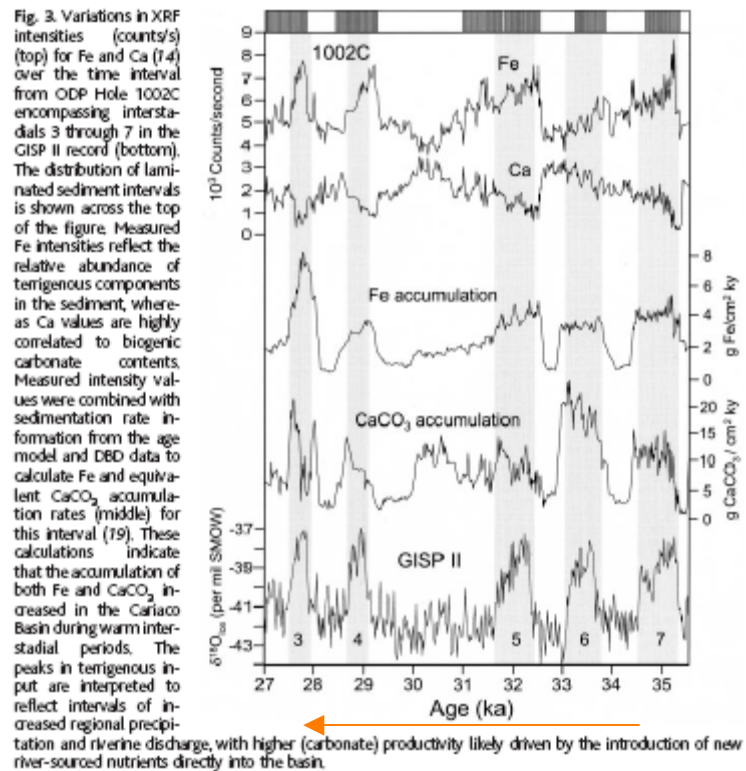 Fig. 3. Variations in XRF
intensities (counts/s)
(top) for Fe and Ca (14)
over the time interval
from ODP Hole 1002C
encompassing intersta-
dials 3 through 7 in the
GISP II record (bottom).
The distribution of lami-
nated sediment intervals
is shown across the top
of the figure. Measured
Fe intensities reflect the
relative abundance of
terrigenous components
in the sediment, where-
as Ca values are highly
correlated to biogenic
carbonate contents.
Measured intensity val-
ues were combined with
sedimentation rate in-
formation from the age
model and DBD data to
calculate Fe and equiva-
lent CaCO₃ accumula-
tion rates (middle) for
this interval (19). These
calculations indicate
that the accumulation of
both Fe and CaCO₃ in-
creased in the Cariaco
Basin during warm inter-
stadial periods. The
peaks in terrigenous in-
put are interpreted to
reflect intervals of in-
creased regional precipi-
tation and riverine discharge, with higher (carbonate) productivity likely driven by the introduction of new
river-sourced nutrients directly into the basin.
1002C
Fe
Ca
10³ Counts/second
9
8
7
6
5
4
3
2
1
0
Fe accumulation
g Fe/cm² ky
8
6
4
2
0
CaCO₃ accumulation
g CaCO₃/ cm² ky
20
15
10
5
0
GISP II
δ¹⁸O ice (per mil SMOW)
-37
-39
-41
-43
3 4 5 6 7
27 28 29 30 31 32 33 34 35
Age (ka)